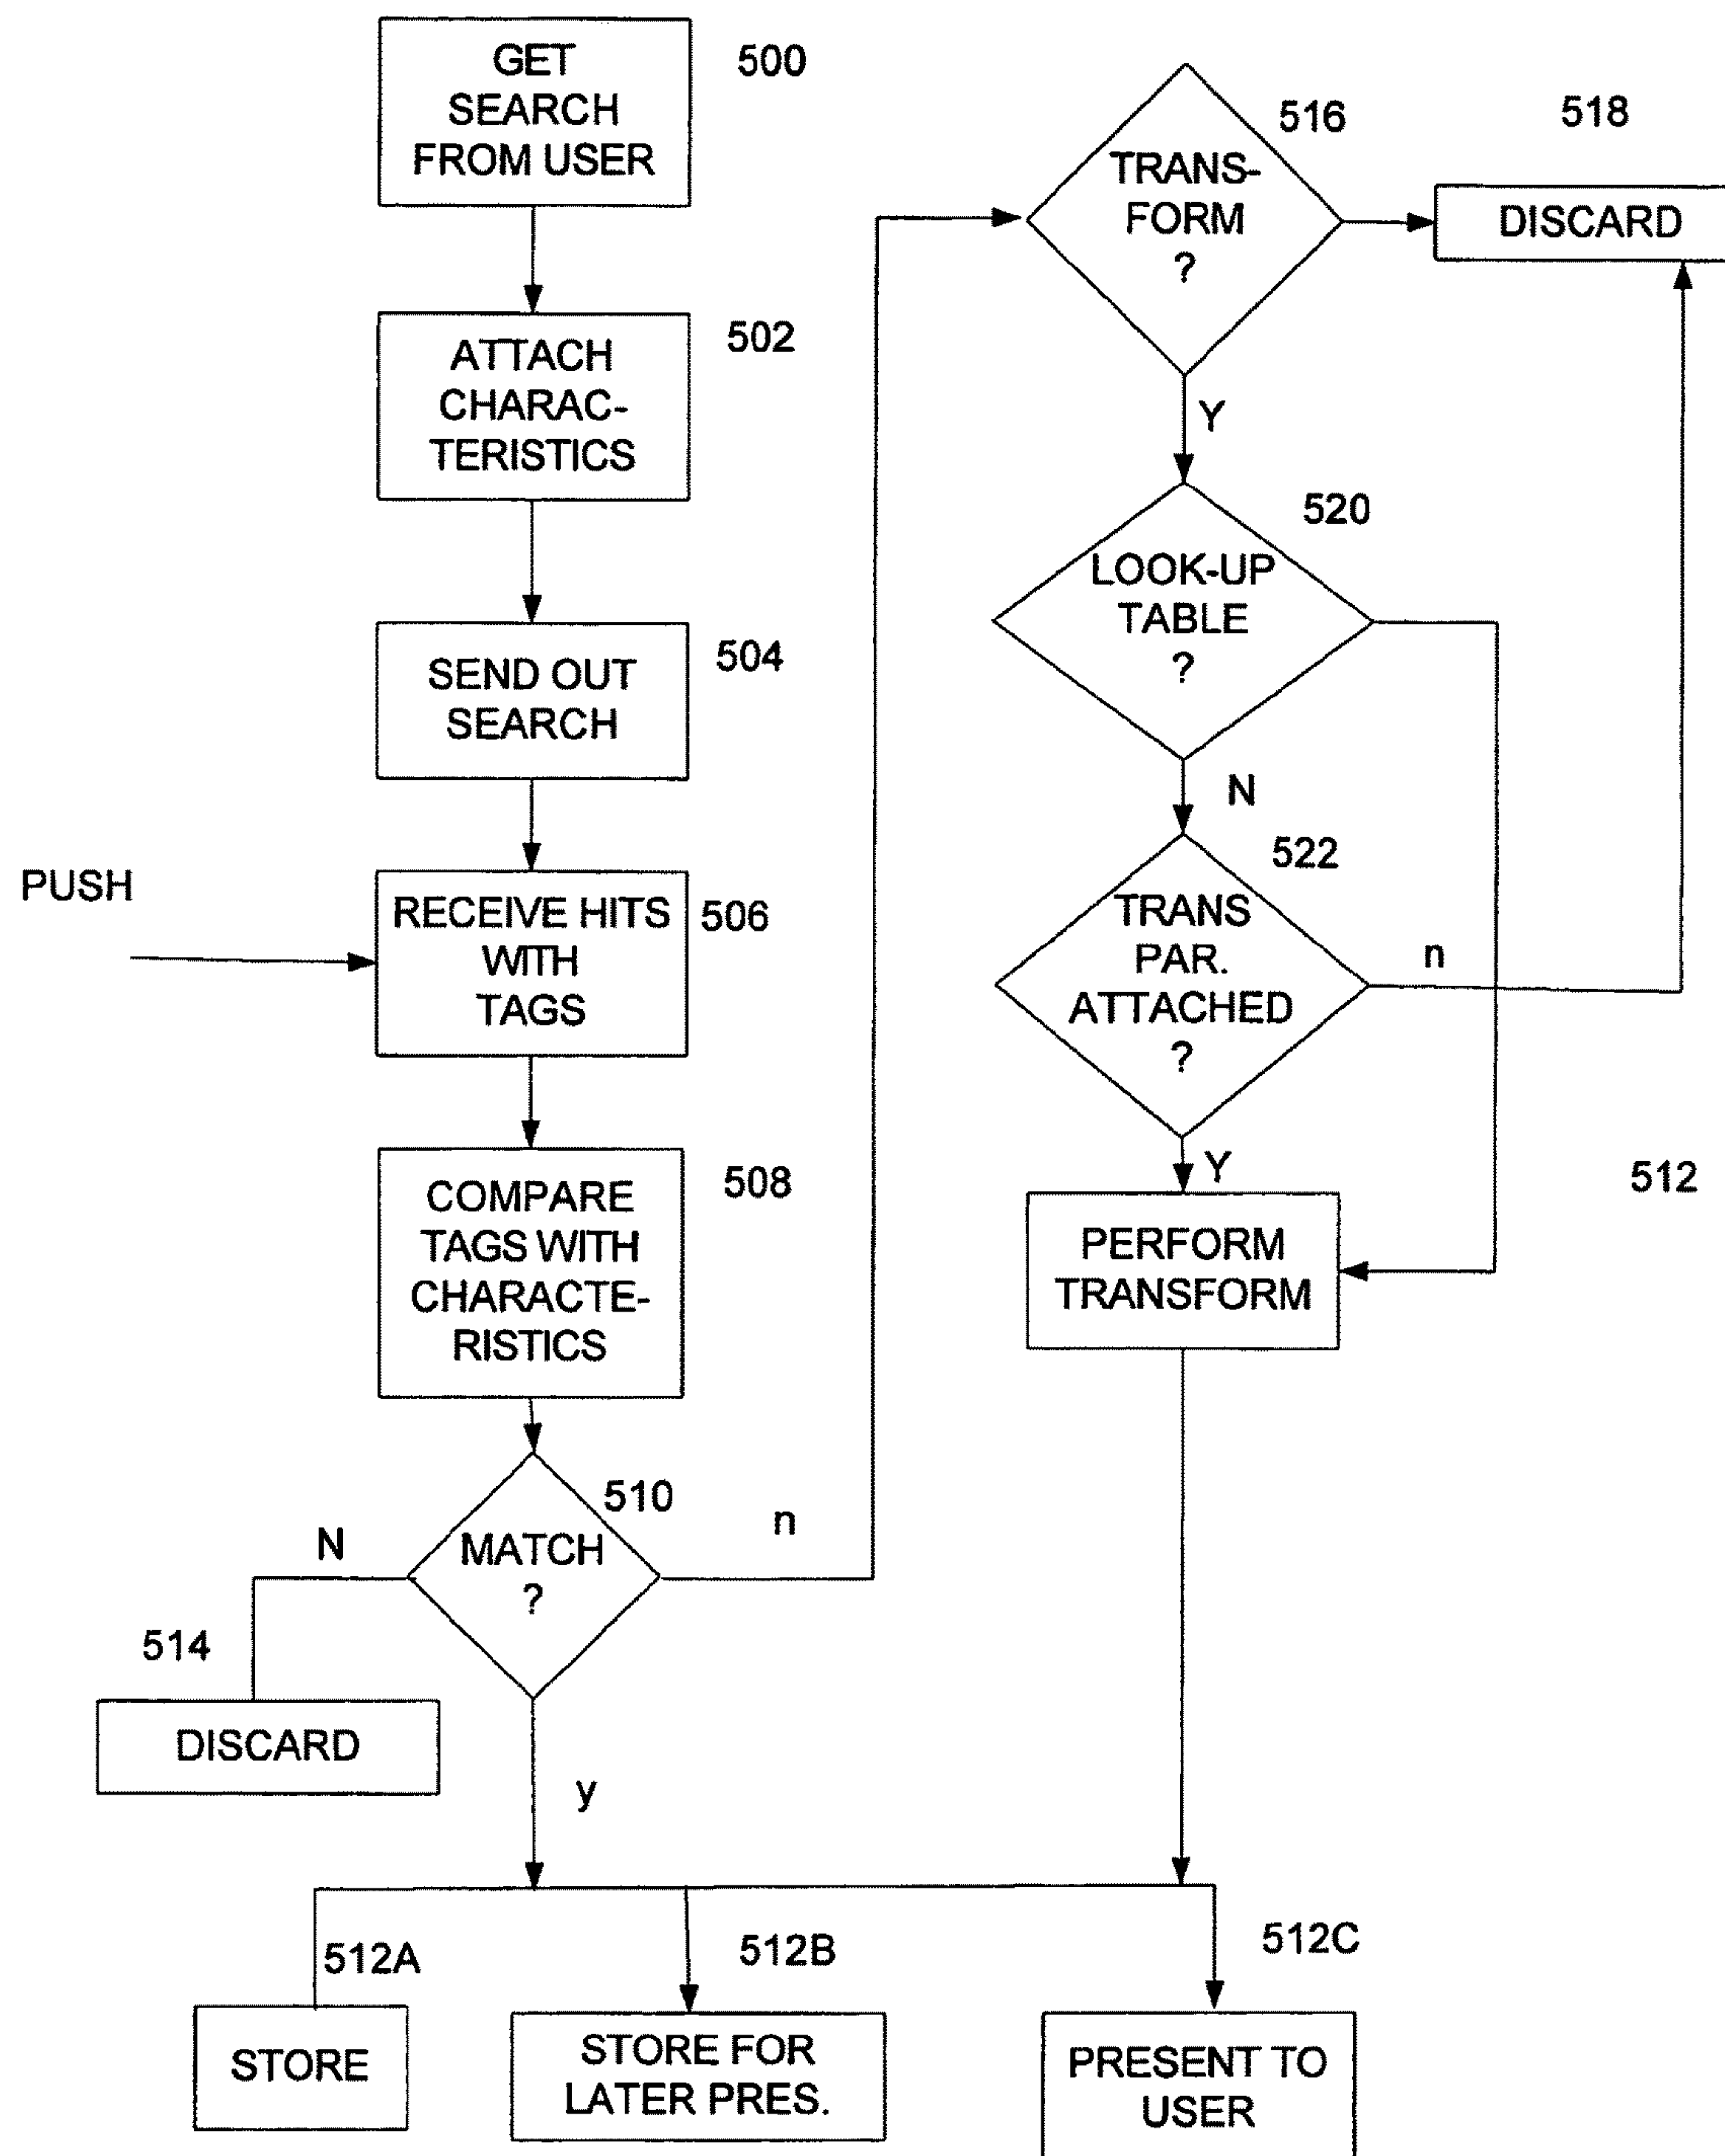 GET
SEARCH
FROM USER
500
ATTACH
CHARAC-
TERISTICS
502
SEND OUT
SEARCH
504
PUSH
RECEIVE HITS
WITH
TAGS
506
COMPARE
TAGS WITH
CHARACTE-
RISTICS
508
MATCH
?
510
N
n
514
DISCARD
y
TRANS-
FORM
?
516
518
DISCARD
Y
LOOK-UP
TABLE
?
520
N
TRANS
PAR.
ATTACHED
?
522
n
Y
PERFORM
TRANSFORM
512
512A
STORE
512B
STORE FOR
LATER PRES.
512C
PRESENT TO
USER